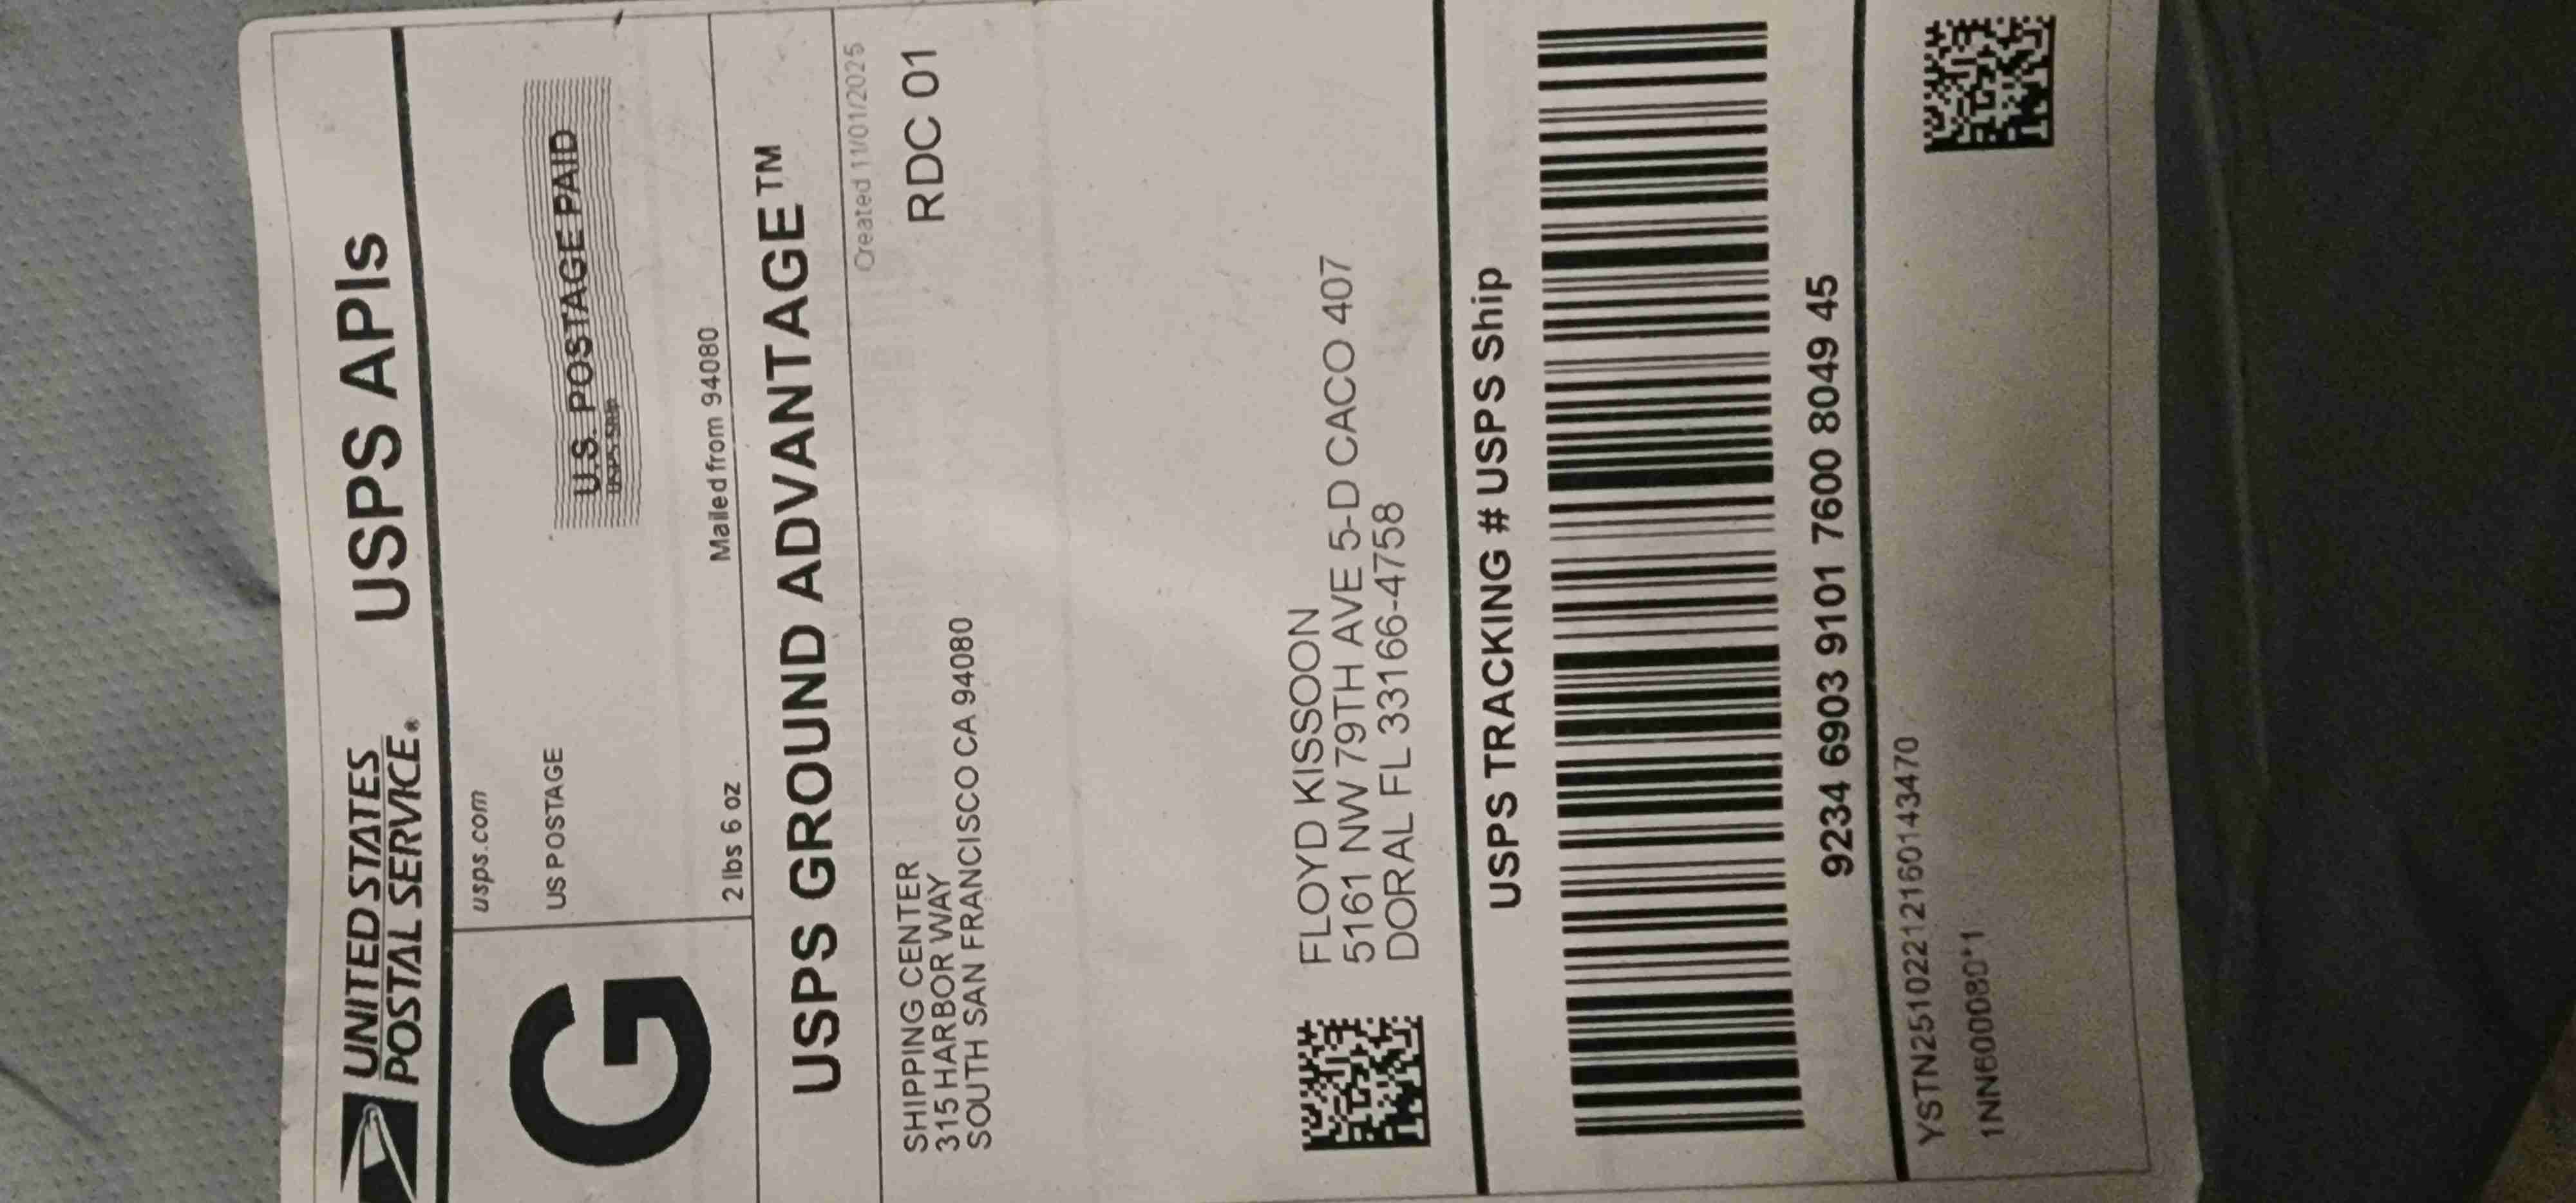 UNITED STATES
POSTAL SERVICE®
USPS APIs
G
usps.com
US POSTAGE
U.S. POSTAGE PAID
USPS Ship
2 lbs 6 oz
Mailed from 94080
USPS GROUND ADVANTAGE™
Created 11/01/2025
RDC 01
SHIPPING CENTER
315 HARBOR WAY
SOUTH SAN FRANCISCO CA 94080
FLOYD KISSOON
5161 NW 79TH AVE 5-D CACO 407
DORAL FL 33166-4758
USPS TRACKING # USPS Ship
9234 6903 9101 7600 8049 45
YSTN2510221212160143470
1NN600080*1